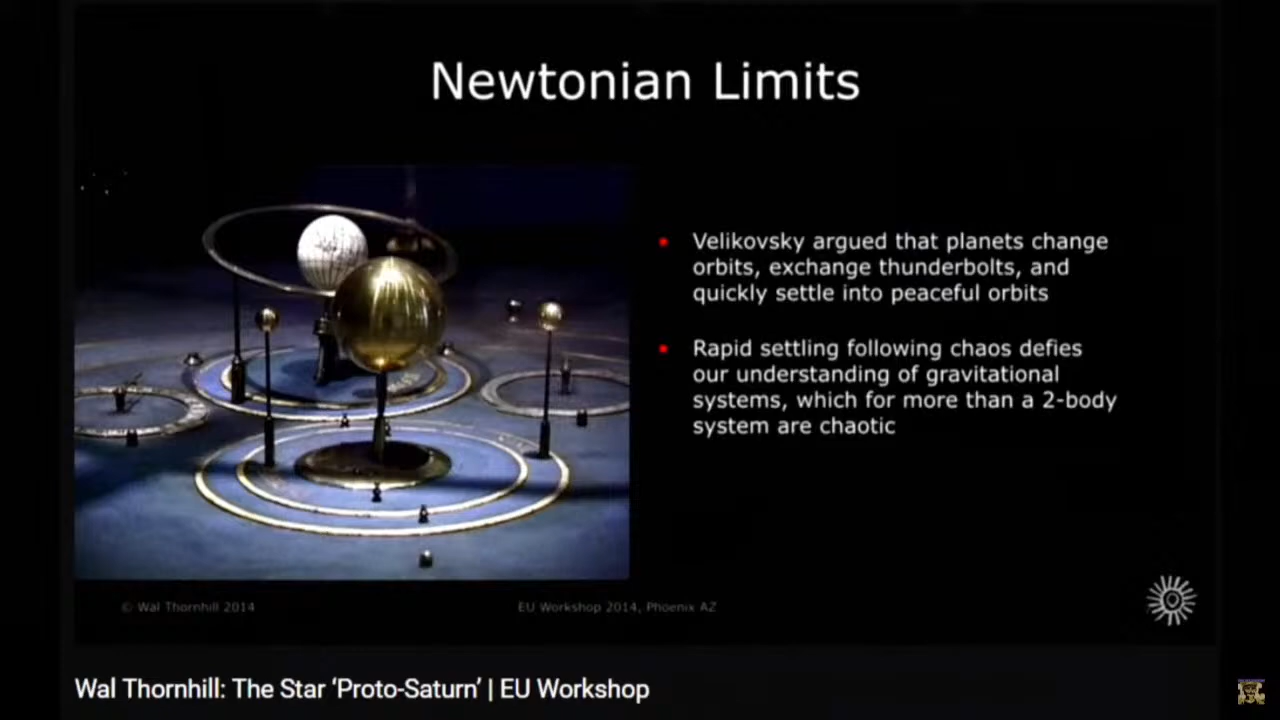 Newtonian Limits
Velikovsky argued that planets change
orbits, exchange thunderbolts, and
quickly settle into peaceful orbits
Rapid settling following chaos defies
our understanding of gravitational
systems, which for more than a 2-body
system are chaotic
© Wal Thornhill 2014
EU Workshop 2014, Phoenix AZ
Wal Thornhill: The Star ‘Proto-Saturn’ | EU Workshop